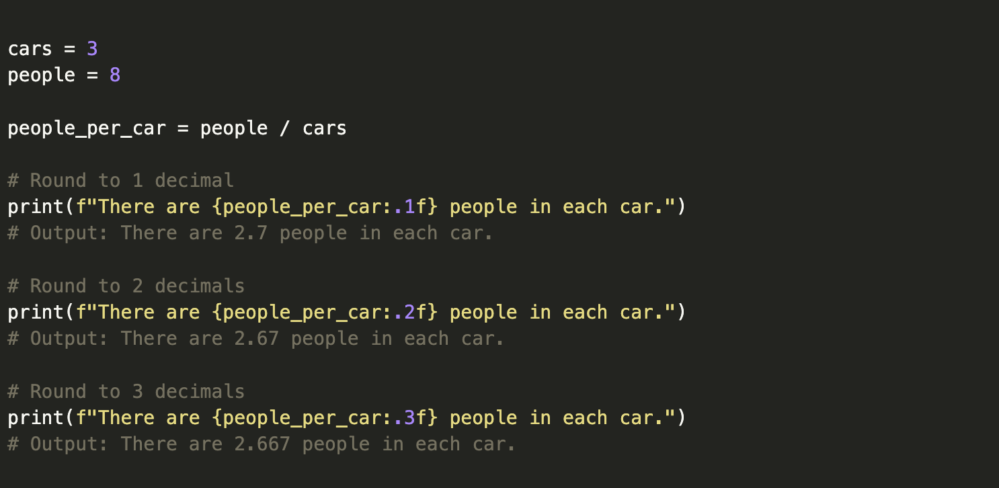 cars = 3
people = 8
people_per_car = people / cars
# Round to 1 decimal
print(f"There are {people_per_car:.1f} people in each car.")
# Output: There are 2.7 people in each car.
# Round to 2 decimals
print(f"There are {people_per_car:.2f} people in each car.")
# Output: There are 2.67 people in each car.
# Round to 3 decimals
print(f"There are {people_per_car:.3f} people in each car.")
# Output: There are 2.667 people in each car.